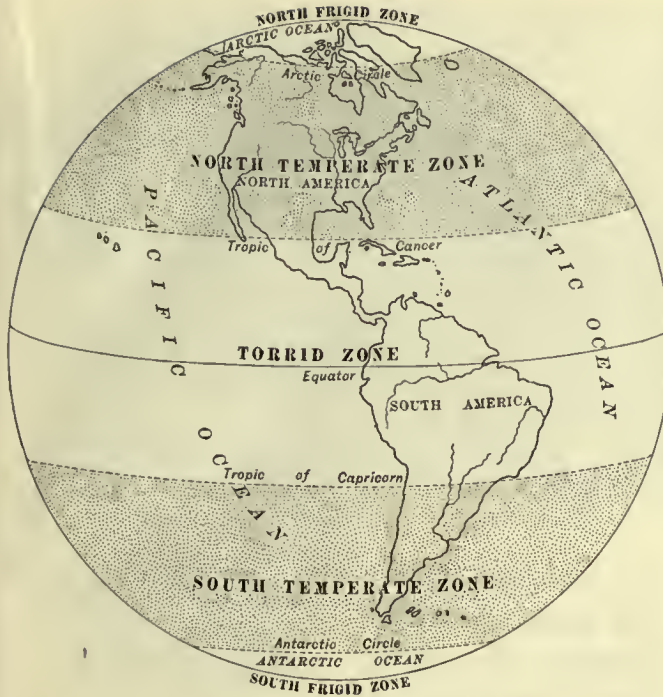 NORTH FRIGID ZONE
ARCTIC OCEAN
Arctic Circle
NORTH TEMPERATE ZONE
NORTH AMERICA
ATLANTIC OCEAN
PACIFIC OCEAN
Tropic of Cancer
TORRID ZONE
Equator
SOUTH AMERICA
Tropic of Capricorn
SOUTH TEMPERATE ZONE
Antarctic Circle
ANTARCTIC OCEAN
SOUTH FRIGID ZONE